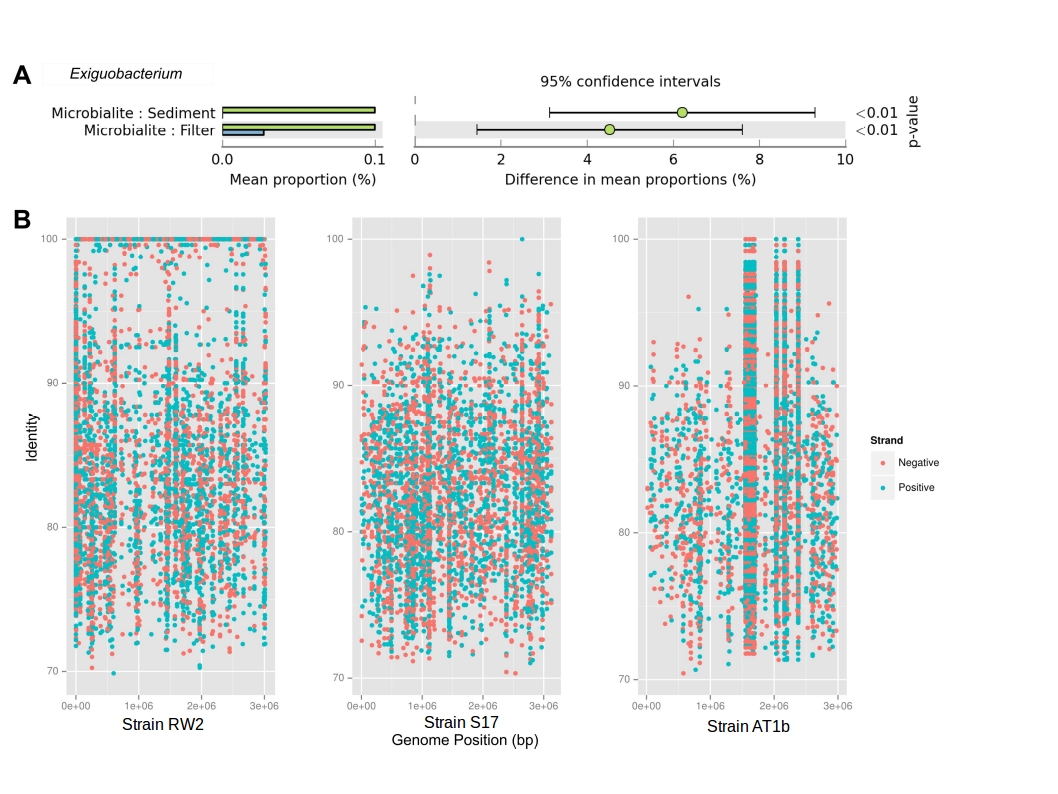 A
Exiguobacterium
95% confidence intervals
Microbialite : Sediment
<0.01
Microbialite : Filter
<0.01
p-value
0.0
0.1
0
2
4
6
8
10
Mean proportion (%)
Difference in mean proportions (%)
B
Identity
100
90
80
70
0e+00
1e+06
2e+06
3e+06
Strain RW2
100
90
80
70
0e+00
1e+06
2e+06
3e+06
Strain S17
Genome Position (bp)
100
90
80
70
0e+00
1e+06
2e+06
3e+06
Strain AT1b
Strand
Negative
Positive